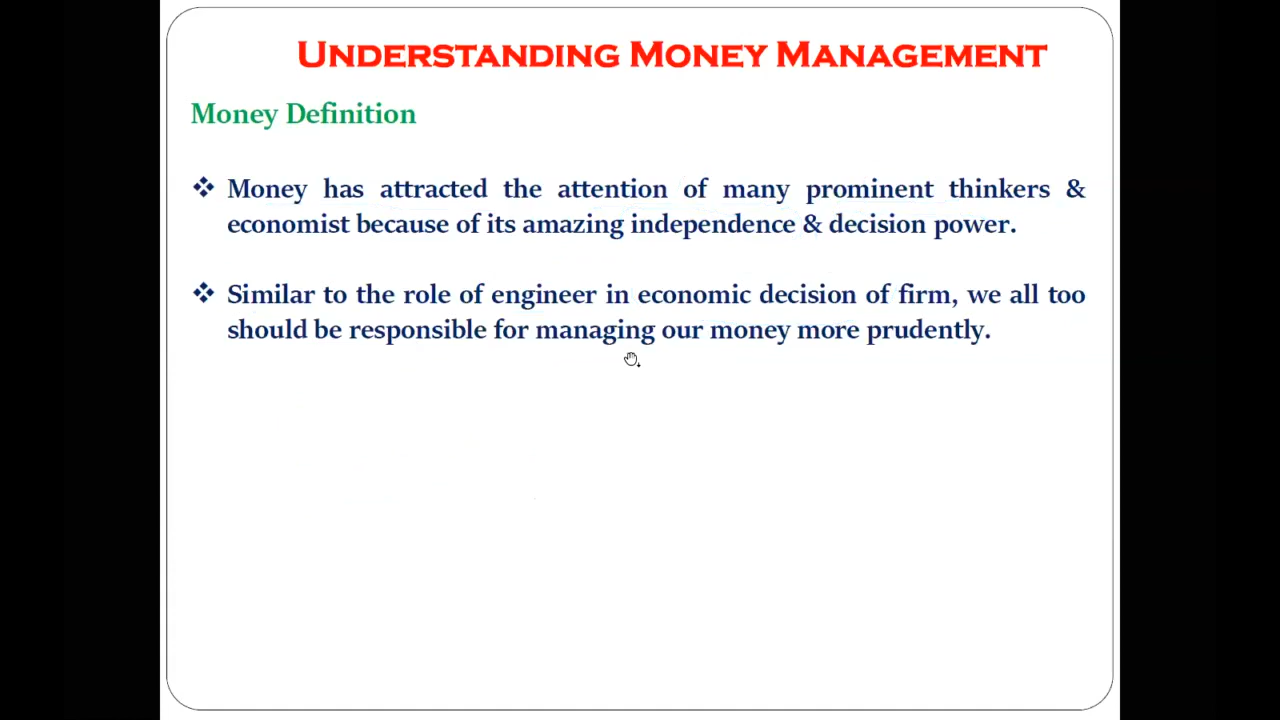 UNDERSTANDING MONEY MANAGEMENT
Money Definition
❖ Money has attracted the attention of many prominent thinkers &
economist because of its amazing independence & decision power.
❖ Similar to the role of engineer in economic decision of firm, we all too
should be responsible for managing our money more prudently.